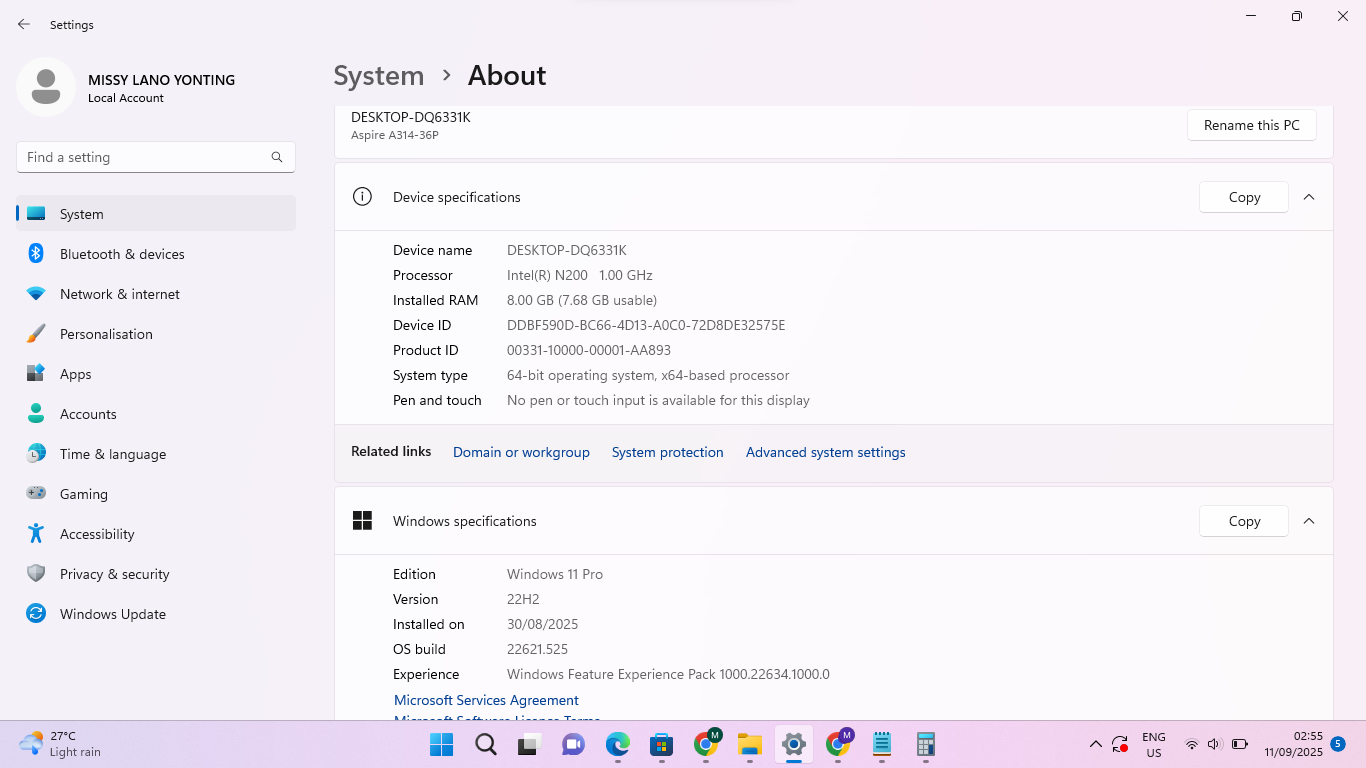 Settings
MISSY LANO YONTING
Local Account
Find a setting
System
Bluetooth & devices
Network & internet
Personalisation
Apps
Accounts
Time & language
Gaming
Accessibility
Privacy & security
Windows Update
System > About
DESKTOP-DQ6331K
Aspire A314-36P
Rename this PC
Device specifications
Copy
Device name DESKTOP-DQ6331K
Processor Intel(R) N200 1.00 GHz
Installed RAM 8.00 GB (7.68 GB usable)
Device ID DDBF590D-BC66-4D13-A0C0-72D8DE32575E
Product ID 00331-10000-00001-AA893
System type 64-bit operating system, x64-based processor
Pen and touch No pen or touch input is available for this display
Related links Domain or workgroup System protection Advanced system settings
Windows specifications
Copy
Edition Windows 11 Pro
Version 22H2
Installed on 30/08/2025
OS build 22621.525
Experience Windows Feature Experience Pack 1000.22634.1000.0
Microsoft Services Agreement
Microsoft Software Licence Terms
27°C
Light rain
M
M
ENG
US
02:55
11/09/2025
5